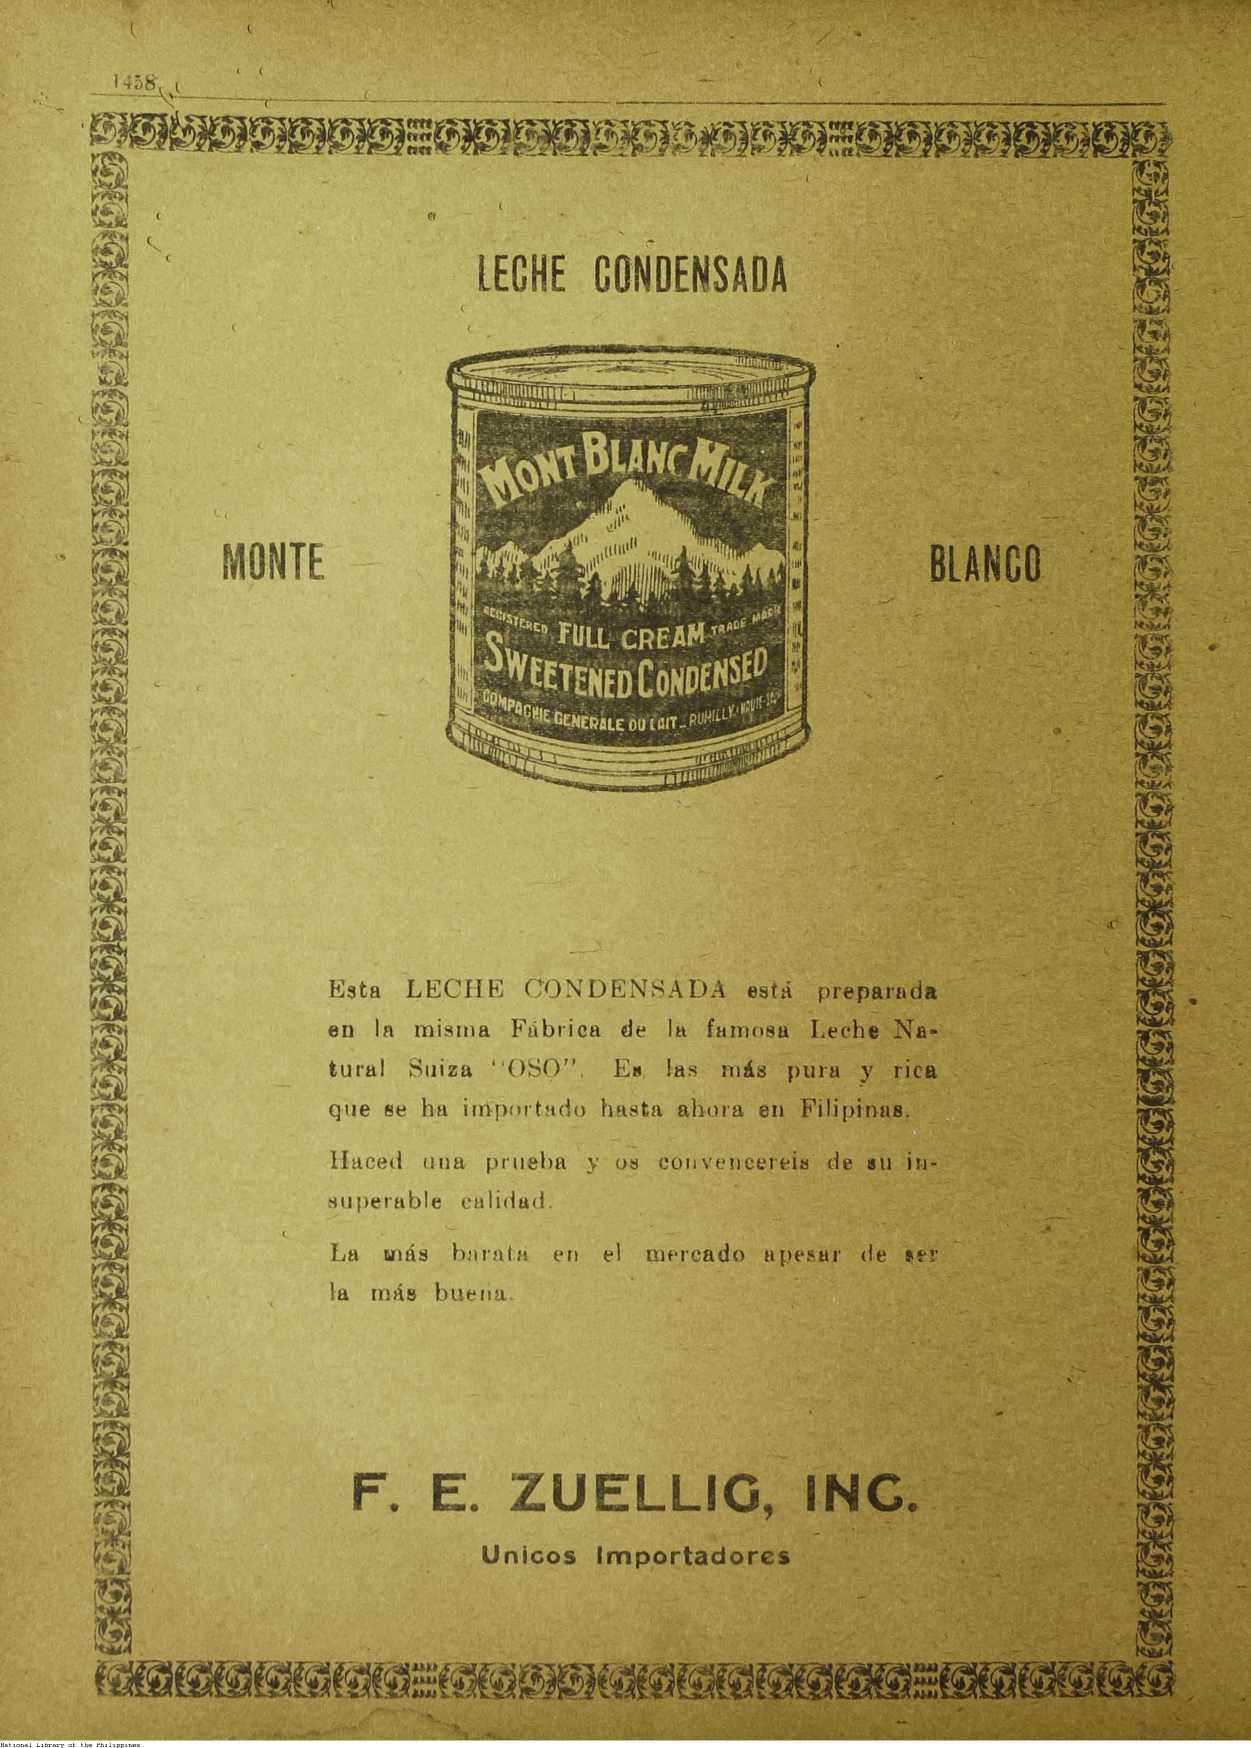 1458
LECHE CONDENSADA
MONT BLANC MILK
MONTE
BLANCO
REGISTERED FULL CREAM TRADE MARK
SWEETENED CONDENSED
COMPAGNIE GENERALE DU LAIT - RUMILLY
Esta LECHE CONDENSADA está preparada
en la misma Fábrica de la famosa Leche Na-
tural Suiza "OSO". Es las más pura y rica
que se ha importado hasta ahora en Filipinas.
Haced una prueba y os convencereis de su in-
superable calidad.
La más barata en el mercado apesar de ser
la más buena.
F. E. ZUELLIG, INC.
Unicos Importadores
National Library of the Philippines